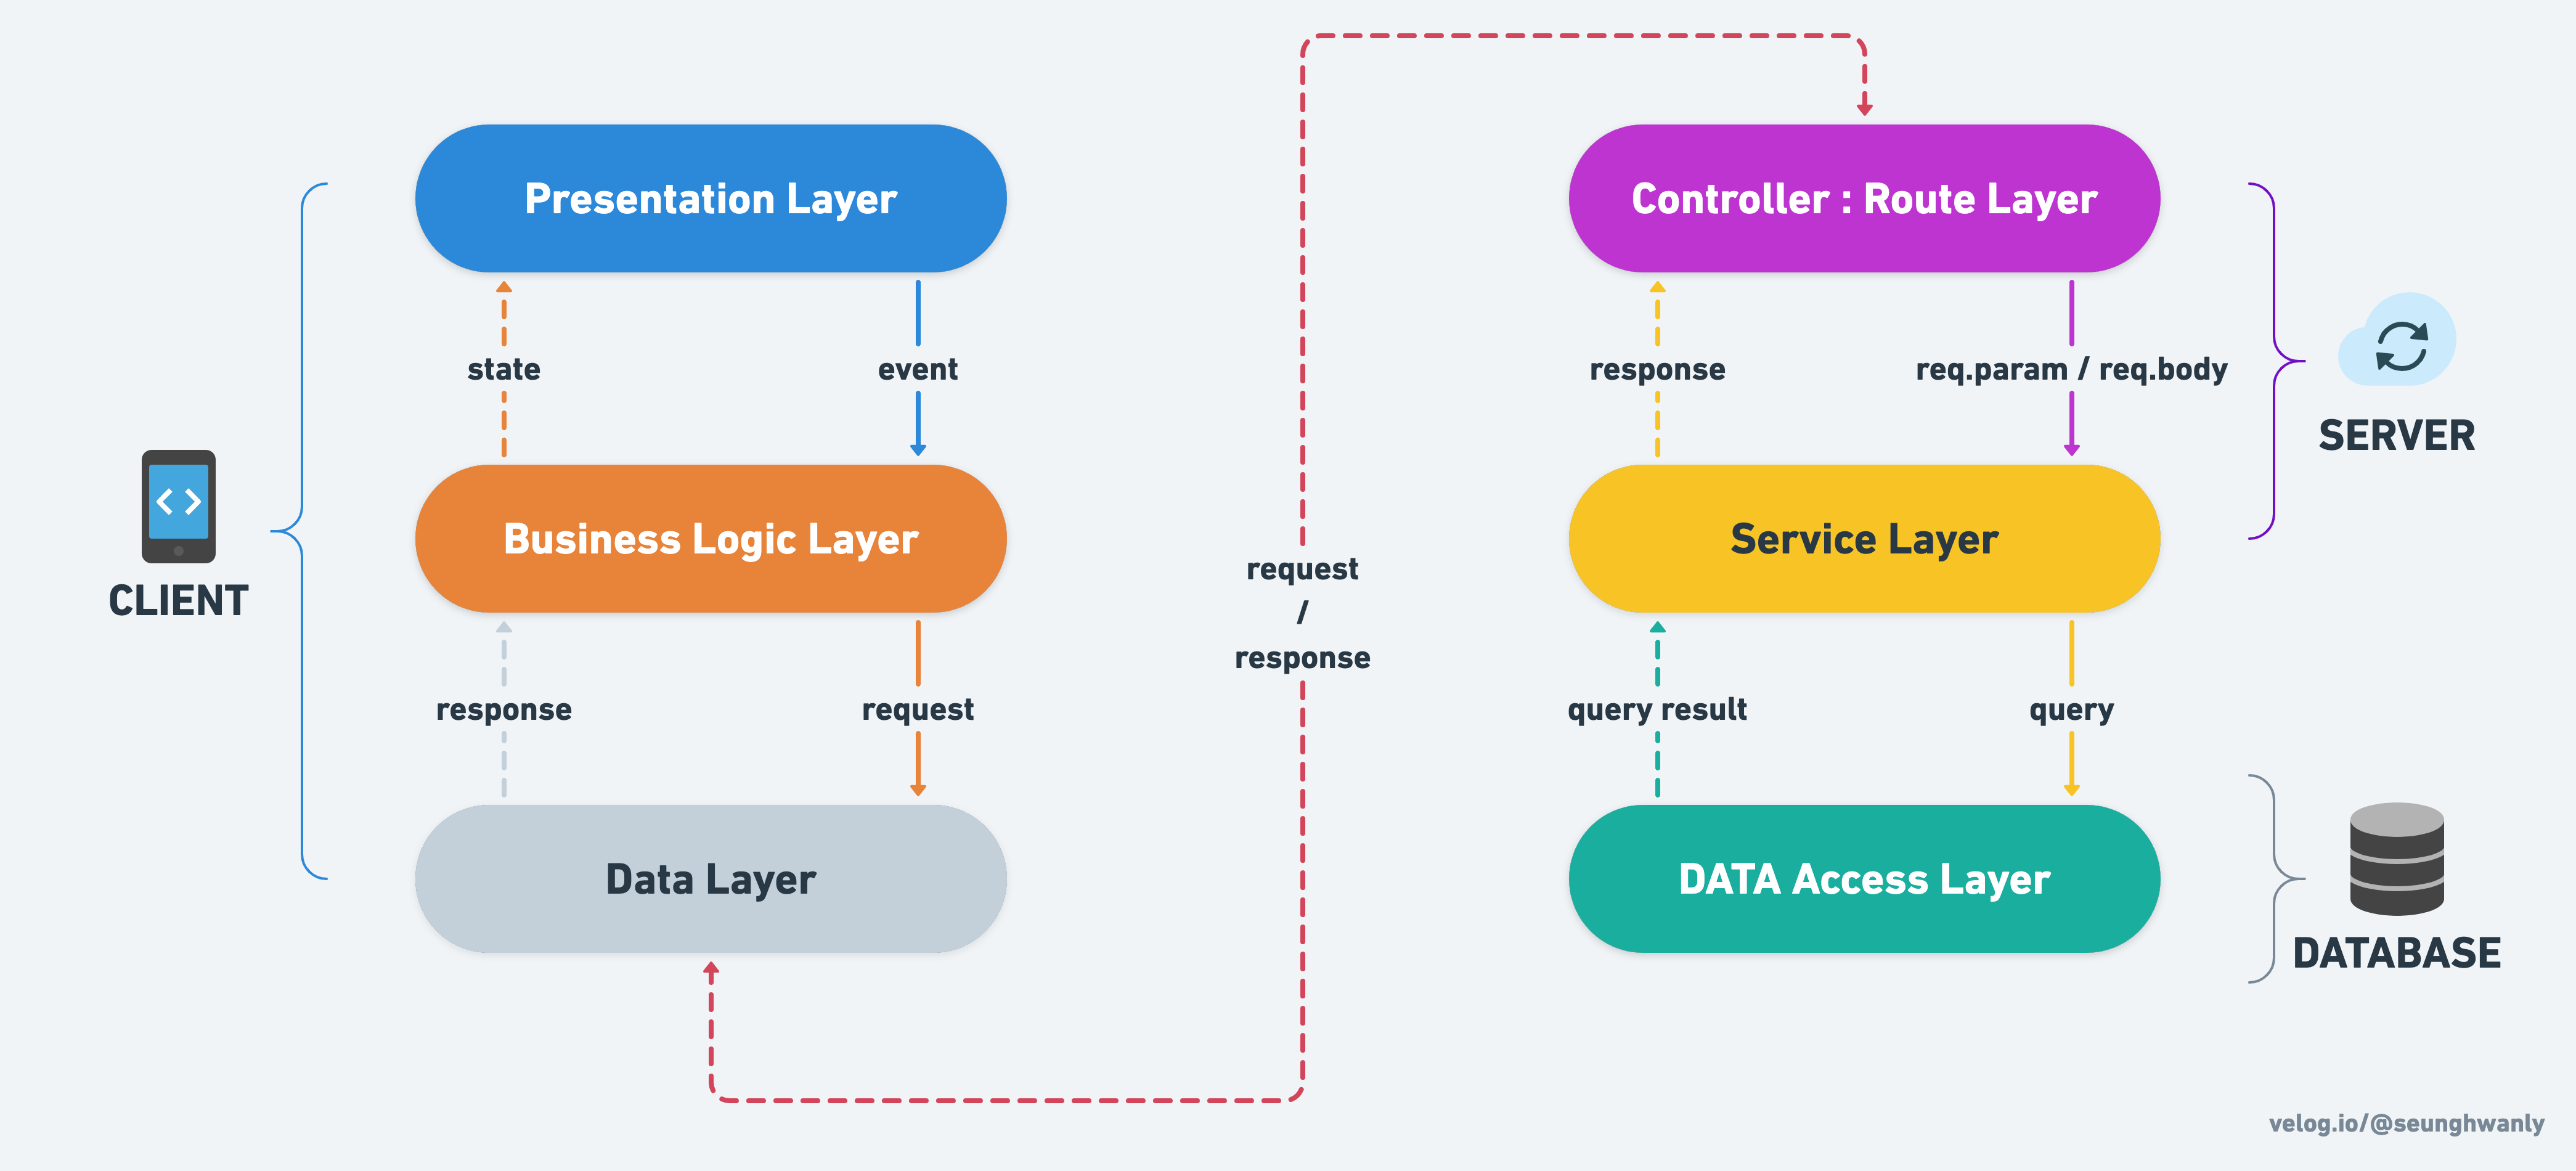 Presentation Layer
state
event
Business Logic Layer
response
request
Data Layer
CLIENT
request
/
response
Controller : Route Layer
response
req.param / req.body
Service Layer
query result
query
DATA Access Layer
SERVER
DATABASE
velog.io/@seunghwanly